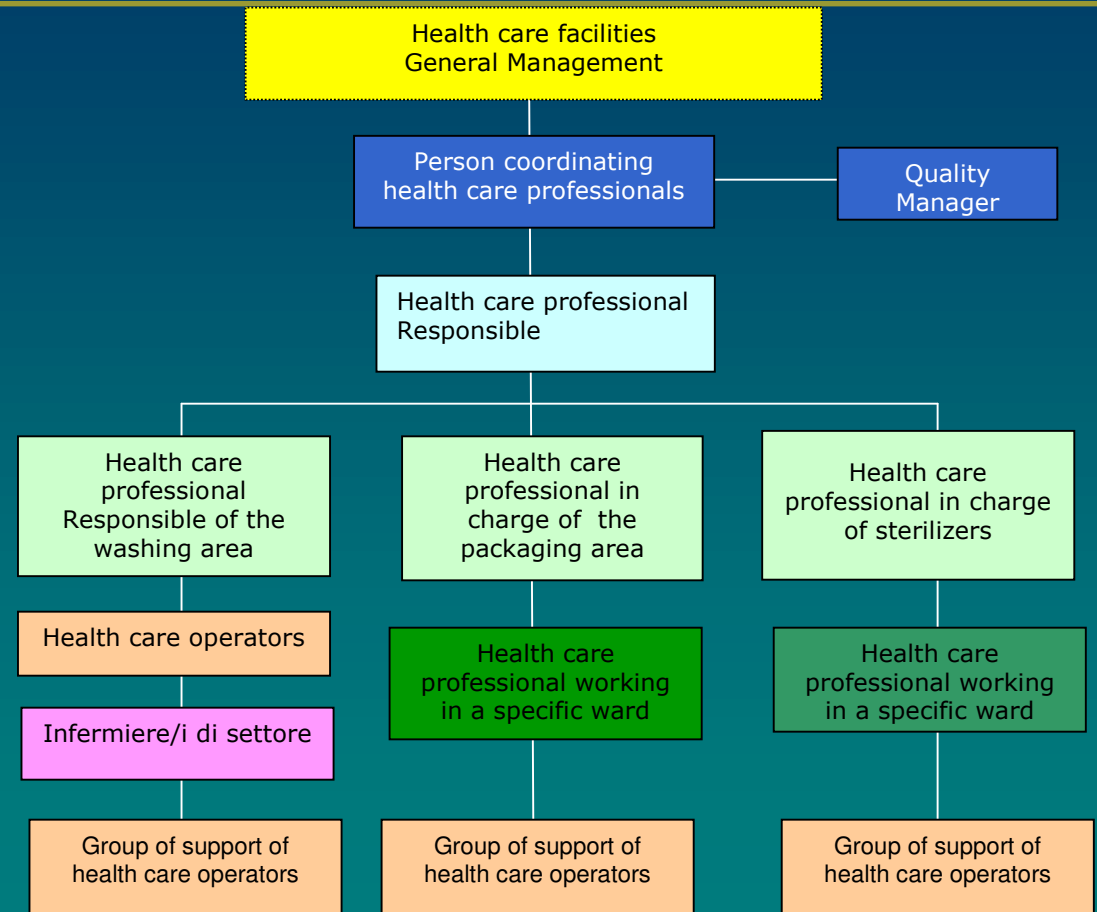 Health care facilities
General Management
Person coordinating
health care professionals
Quality
Manager
Health care professional
Responsible
Health care
professional
Responsible of the
washing area
Health care
professional in
charge of the
packaging area
Health care
professional in charge
of sterilizers
Health care operators
Health care
professional working
in a specific ward
Health care
professional working
in a specific ward
Infermiere/i di settore
Group of support of
health care operators
Group of support of
health care operators
Group of support of
health care operators